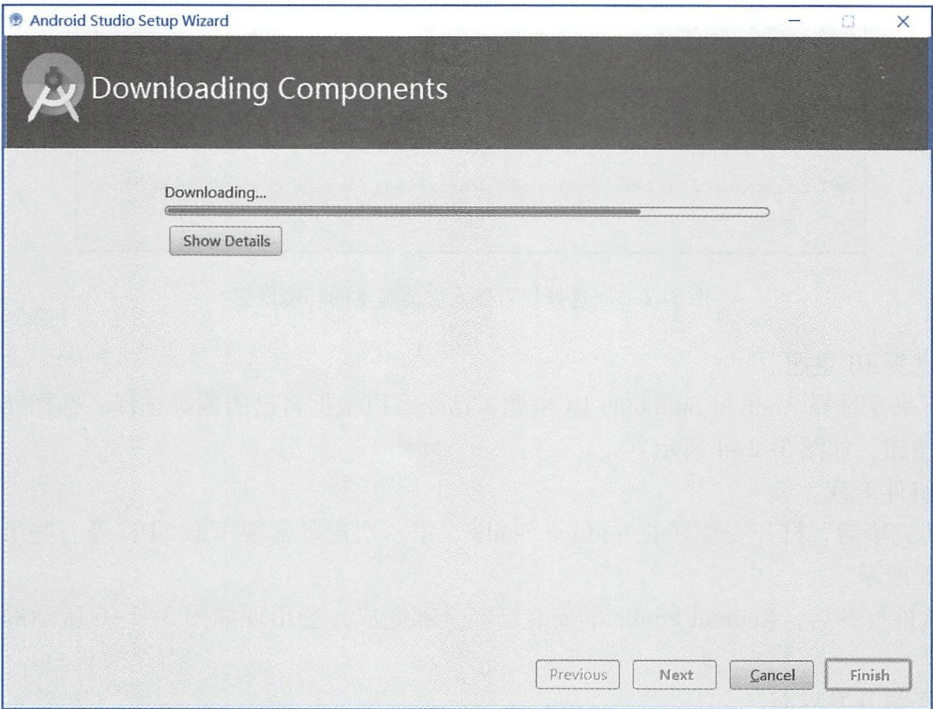 Android Studio Setup Wizard
Downloading Components
Downloading...
Show Details
Previous
Next
Cancel
Finish